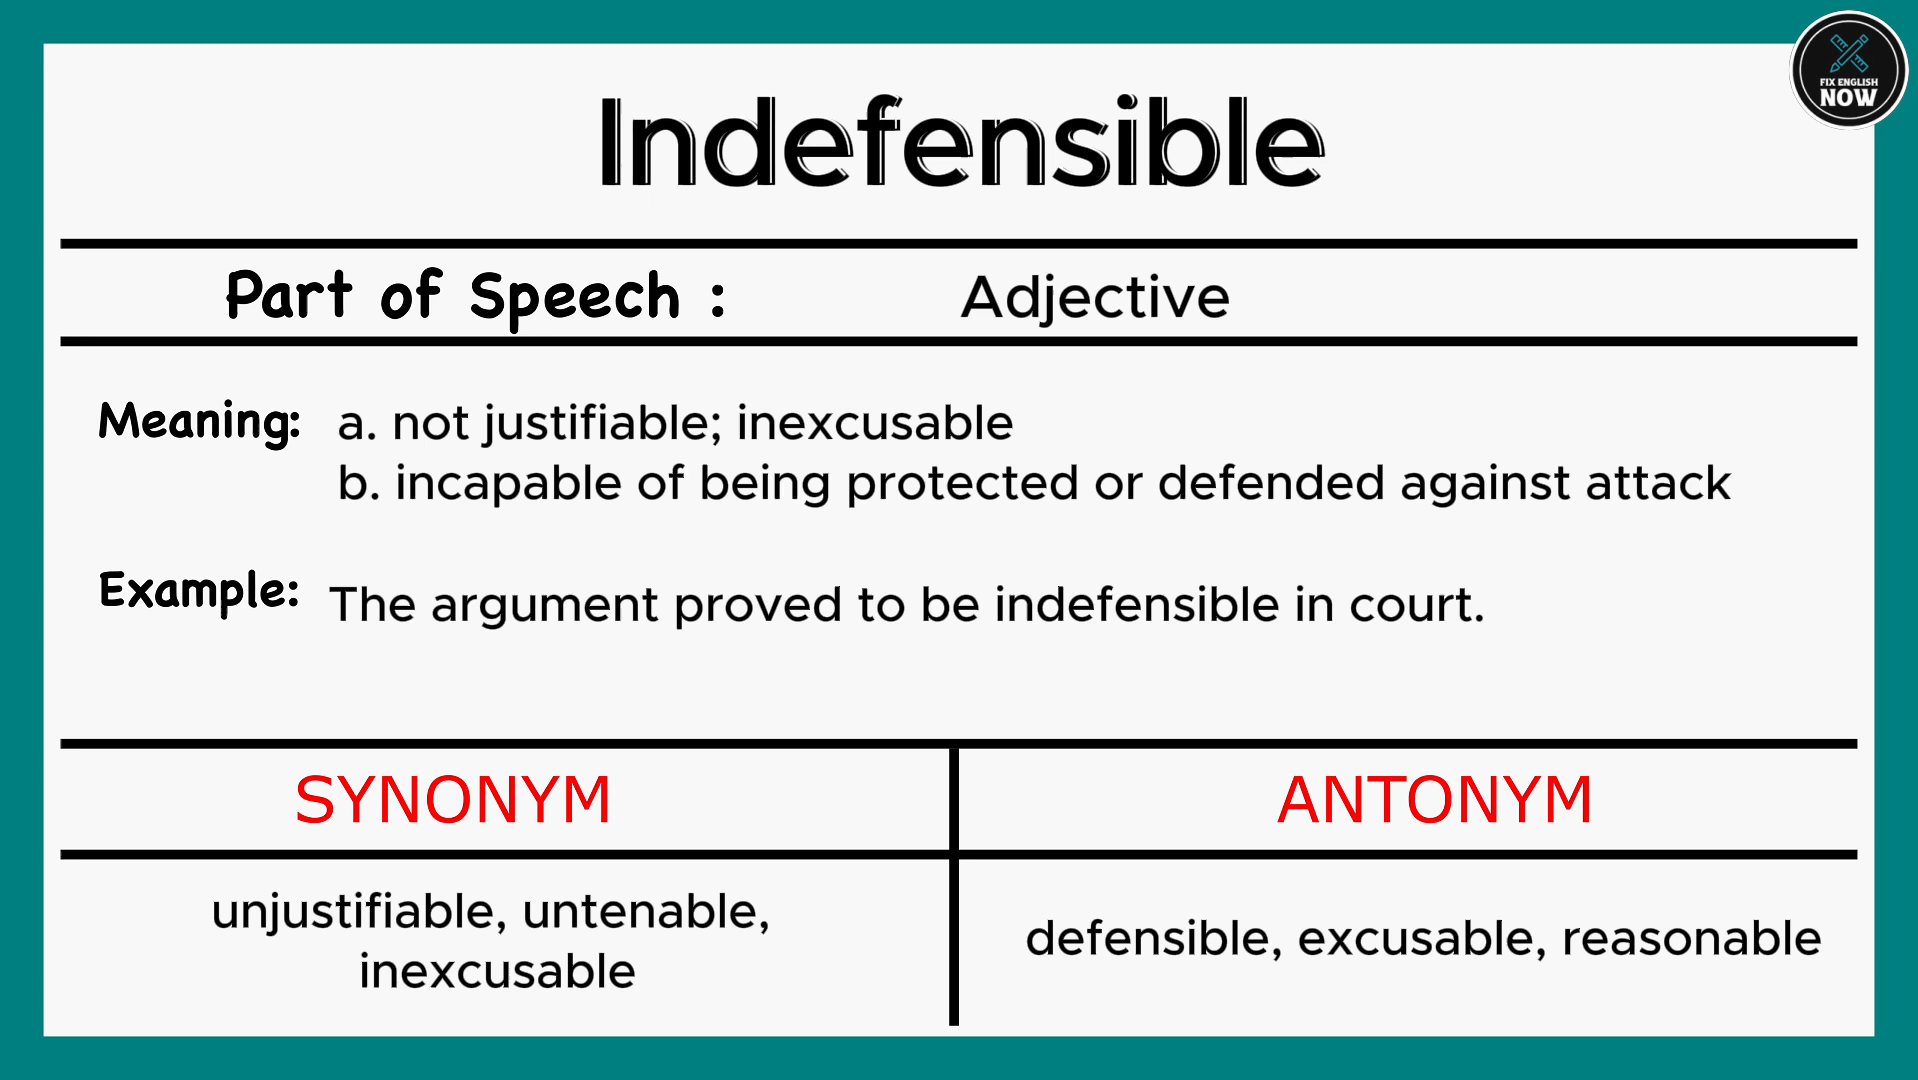 FIX ENGLISH
NOW
Indefensible
Part of Speech : Adjective
Meaning: a. not justifiable; inexcusable
b. incapable of being protected or defended against attack
Example: The argument proved to be indefensible in court.
SYNONYM
ANTONYM
unjustifiable, untenable,
inexcusable
defensible, excusable, reasonable